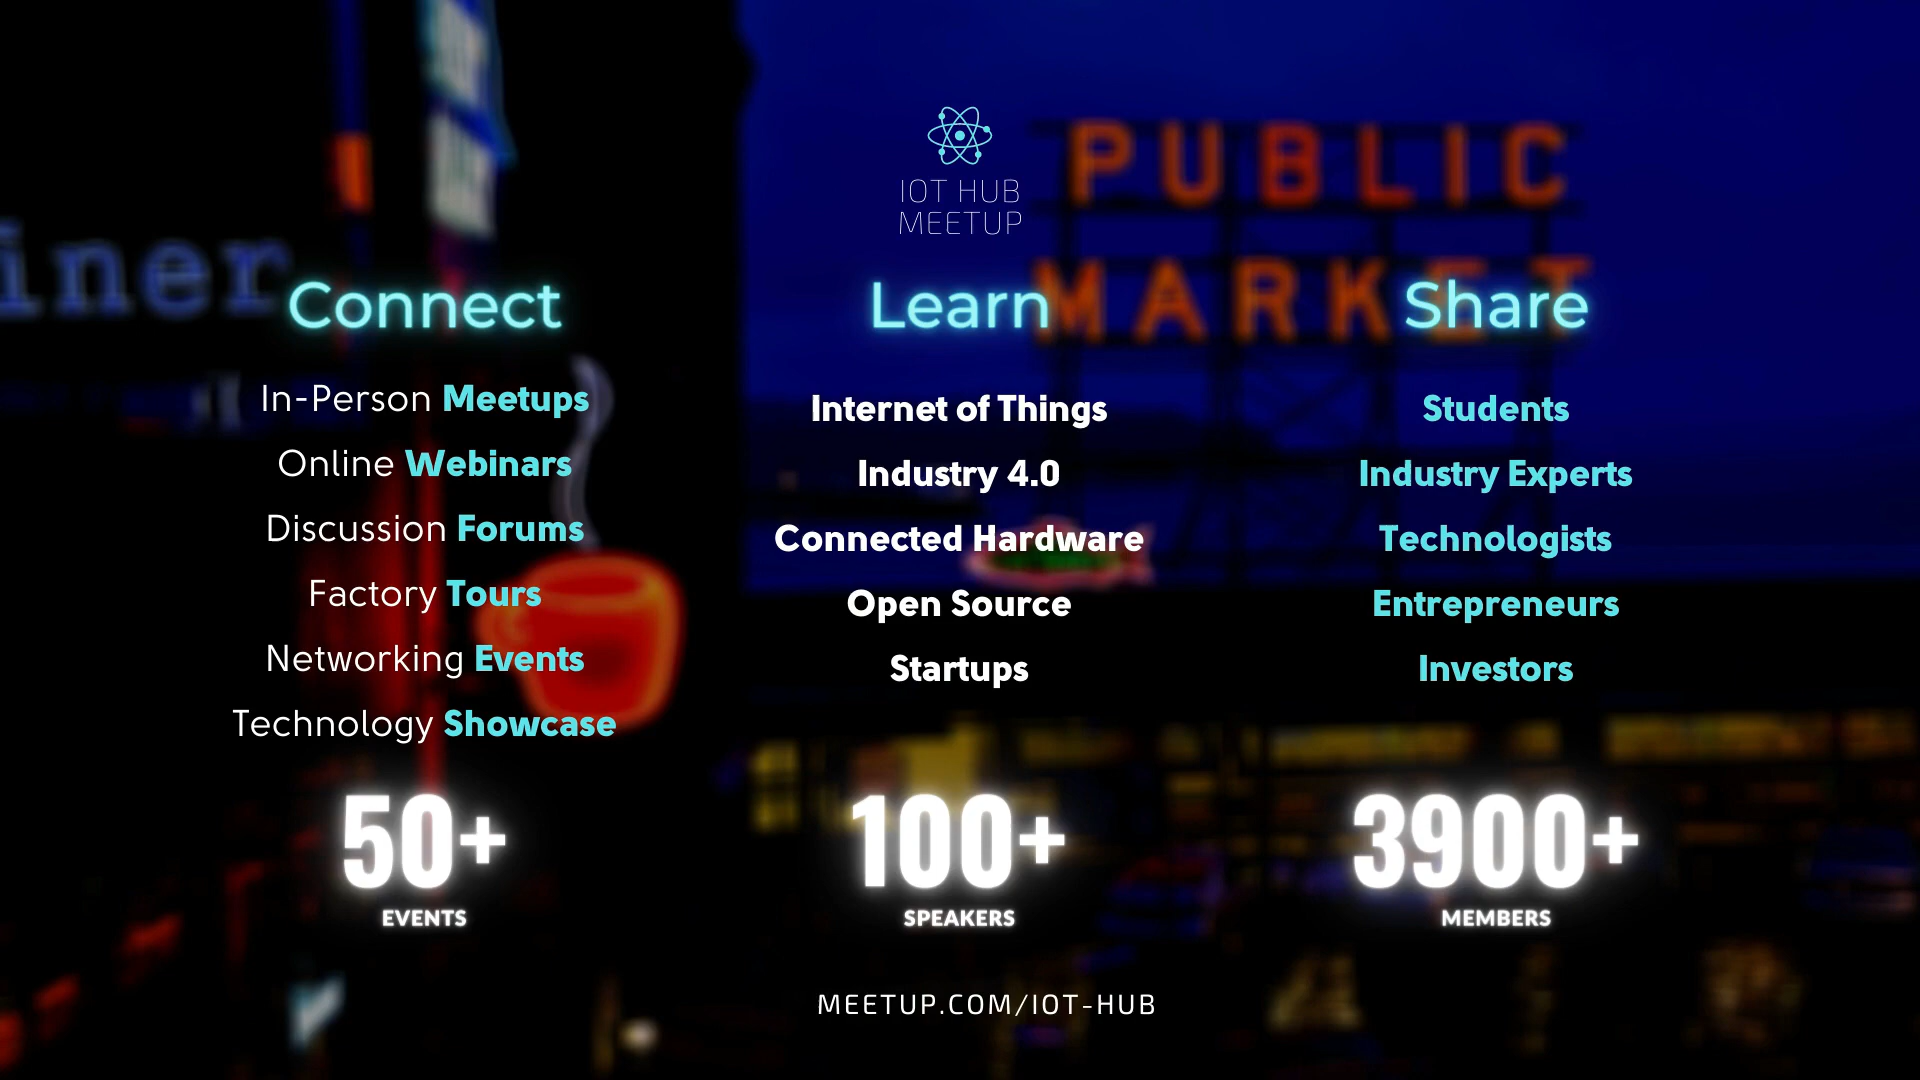 IOT HUB
MEETUP
PUBLIC
MARKET
iner
Connect
In-Person Meetups
Online Webinars
Discussion Forums
Factory Tours
Networking Events
Technology Showcase
50+
EVENTS
Learn
Internet of Things
Industry 4.0
Connected Hardware
Open Source
Startups
100+
SPEAKERS
Share
Students
Industry Experts
Technologists
Entrepreneurs
Investors
3900+
MEMBERS
MEETUP.COM/IOT-HUB